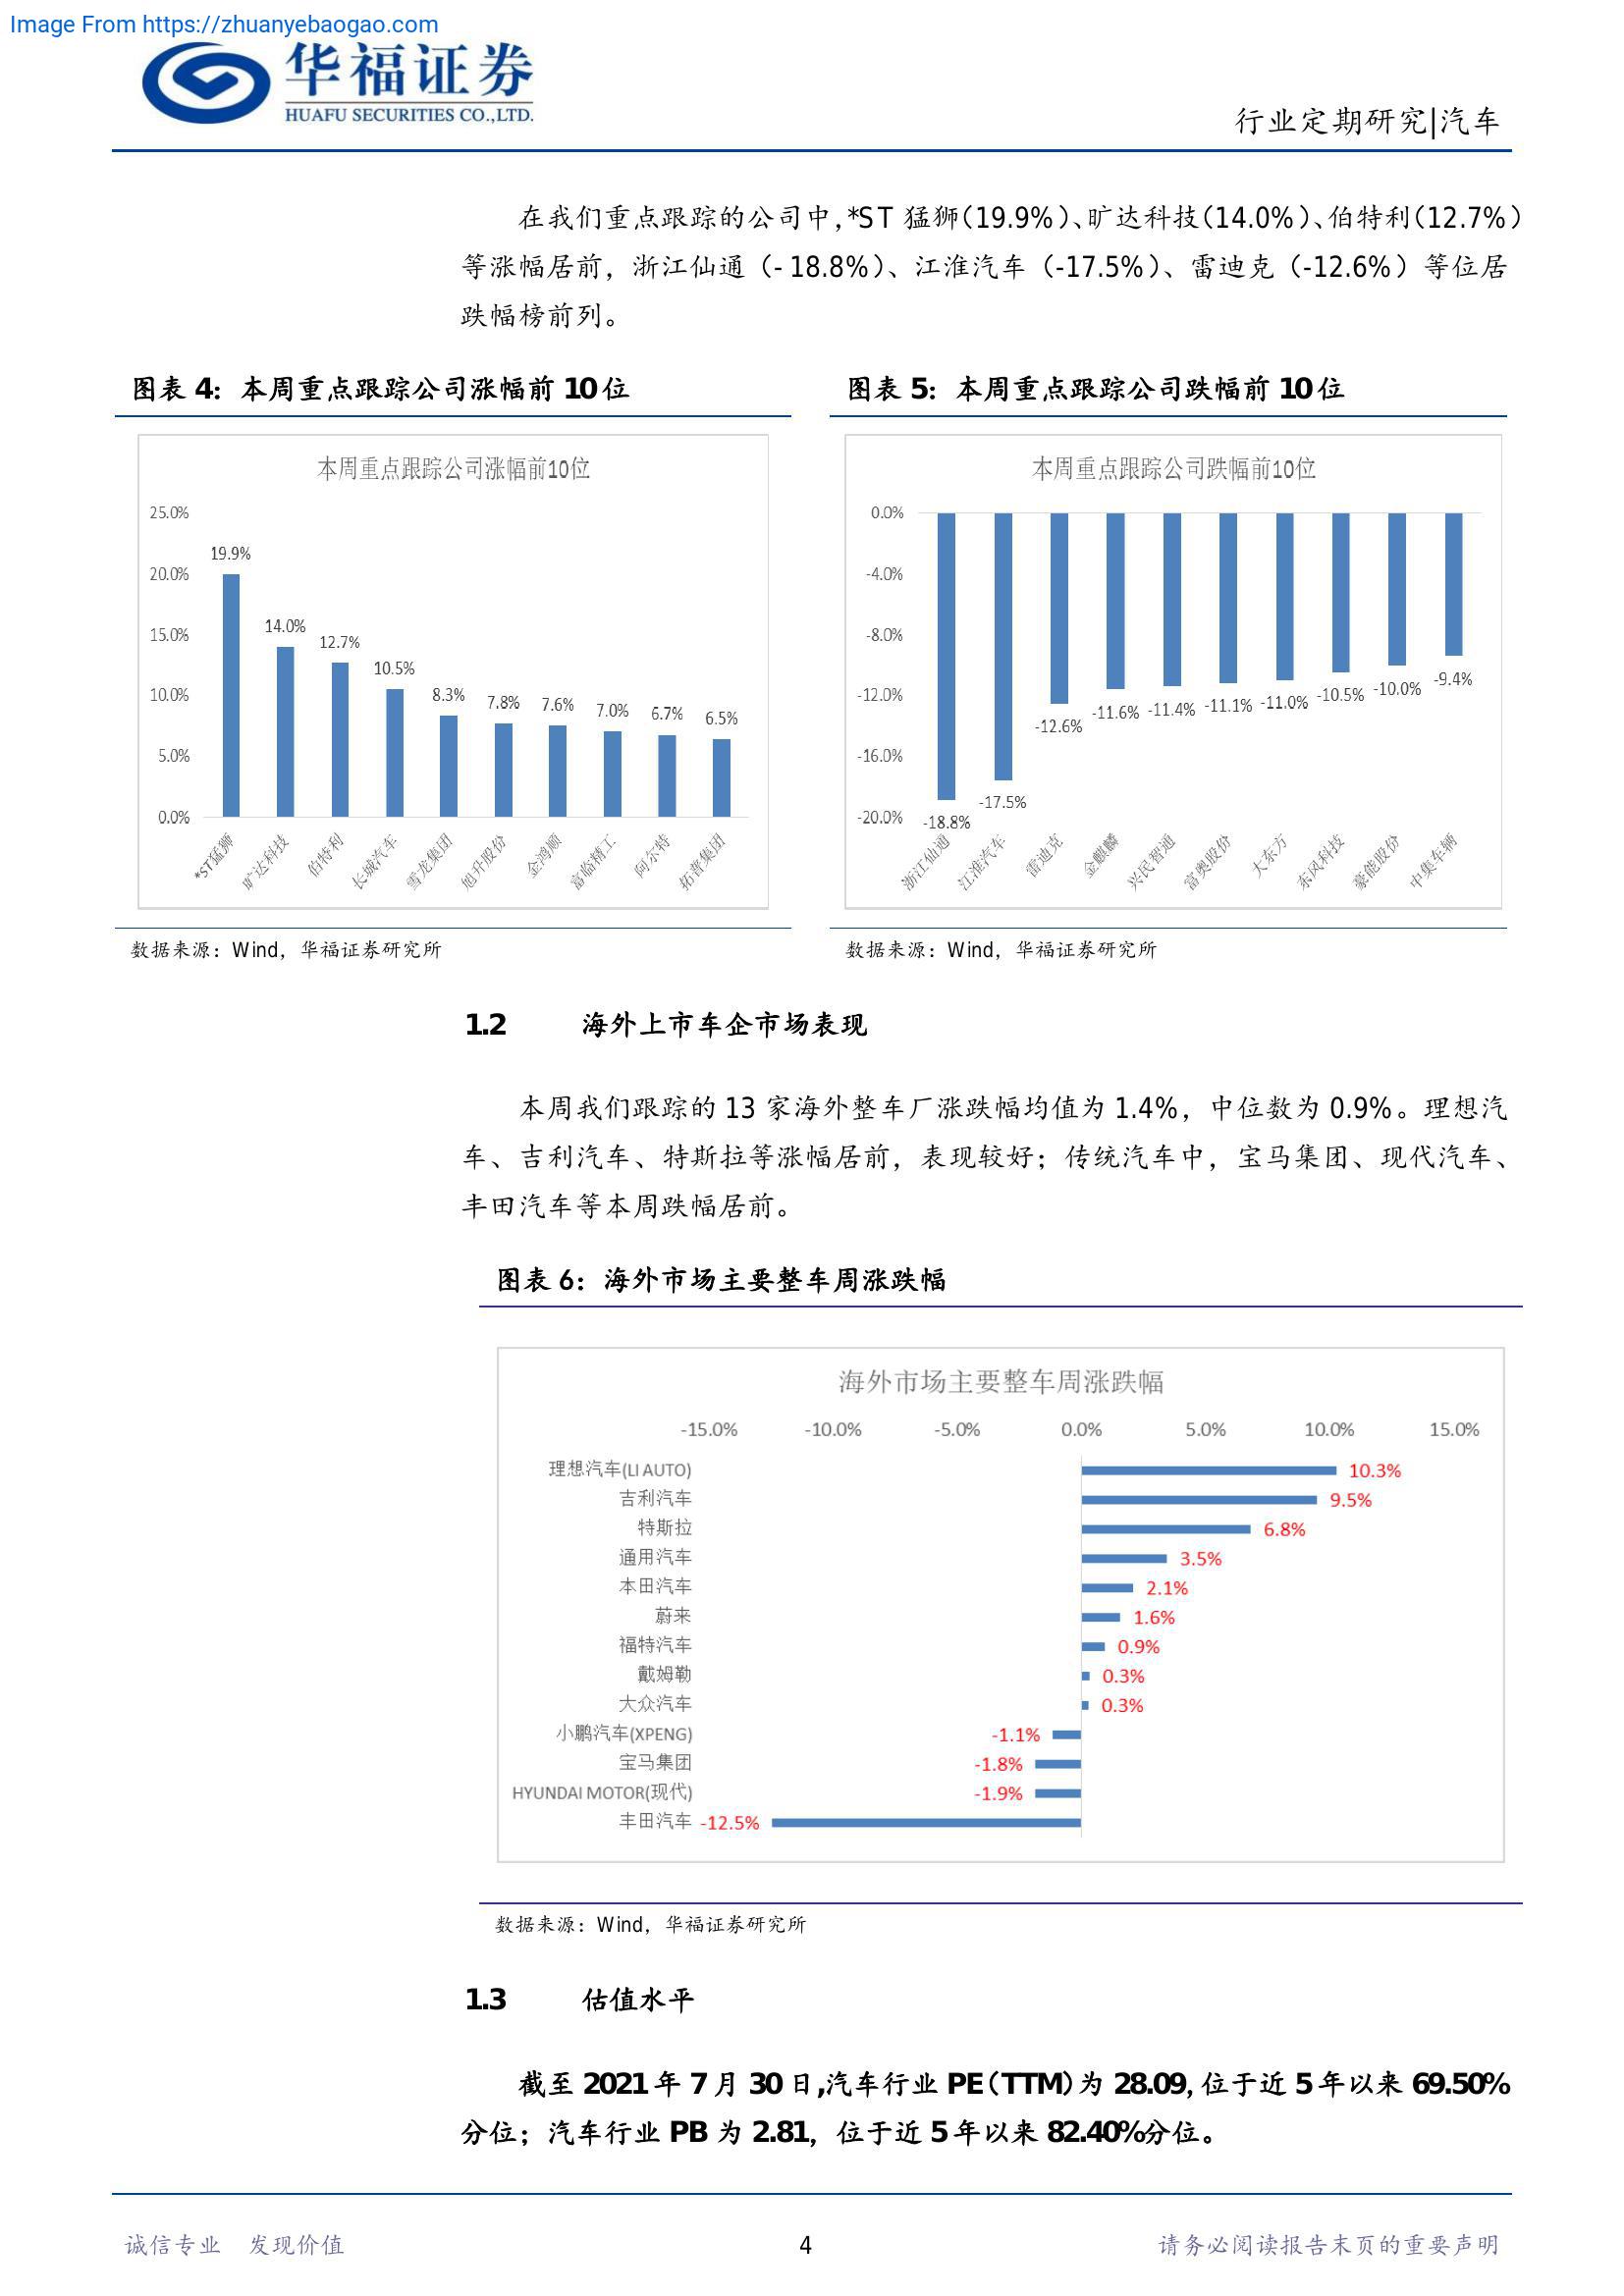 Image From https://zhuanyebaogao.com
华福证券
HUAFU SECURITIES CO.,LTD.
行业定期研究|汽车
在我们重点跟踪的公司中,*ST 猛狮（19.9%）、旷达科技（14.0%）、伯特利（12.7%）
等涨幅居前，浙江仙通（- 18.8%）、江淮汽车（-17.5%）、雷迪克（-12.6%）等位居
跌幅榜前列。
图表 4：本周重点跟踪公司涨幅前 10 位
本周重点跟踪公司涨幅前10位
25.0%
20.0%
15.0%
10.0%
5.0%
0.0%
19.9%
14.0%
12.7%
10.5%
8.3%
7.8%
7.6%
7.0%
6.7%
6.5%
*ST猛狮
旷达科技
伯特利
长城汽车
雪龙集团
旭升股份
金鸿顺
富临精工
阿尔特
拓普集团
数据来源：Wind，华福证券研究所
图表 5：本周重点跟踪公司跌幅前 10 位
本周重点跟踪公司跌幅前10位
0.0%
-4.0%
-8.0%
-12.0%
-16.0%
-20.0%
-18.8%
-17.5%
-12.6%
-11.6%
-11.4%
-11.1%
-11.0%
-10.5%
-10.0%
-9.4%
浙江仙通
江淮汽车
雷迪克
金麒麟
兴民智通
富奥股份
大东方
东风科技
豪能股份
中集车辆
数据来源：Wind，华福证券研究所
1.2 海外上市车企市场表现
本周我们跟踪的 13 家海外整车厂涨跌幅均值为 1.4%，中位数为 0.9%。理想汽
车、吉利汽车、特斯拉等涨幅居前，表现较好；传统汽车中，宝马集团、现代汽车、
丰田汽车等本周跌幅居前。
图表 6：海外市场主要整车周涨跌幅
海外市场主要整车周涨跌幅
-15.0% -10.0% -5.0% 0.0% 5.0% 10.0% 15.0%
理想汽车(LI AUTO) 10.3%
吉利汽车 9.5%
特斯拉 6.8%
通用汽车 3.5%
本田汽车 2.1%
蔚来 1.6%
福特汽车 0.9%
戴姆勒 0.3%
大众汽车 0.3%
小鹏汽车(XPENG) -1.1%
宝马集团 -1.8%
HYUNDAI MOTOR(现代) -1.9%
丰田汽车 -12.5%
数据来源：Wind，华福证券研究所
1.3 估值水平
截至 2021 年 7 月 30 日,汽车行业 PE（TTM）为 28.09, 位于近 5 年以来 69.50%
分位；汽车行业 PB 为 2.81，位于近 5 年以来 82.40%分位。
诚信专业 发现价值
4
请务必阅读报告末页的重要声明